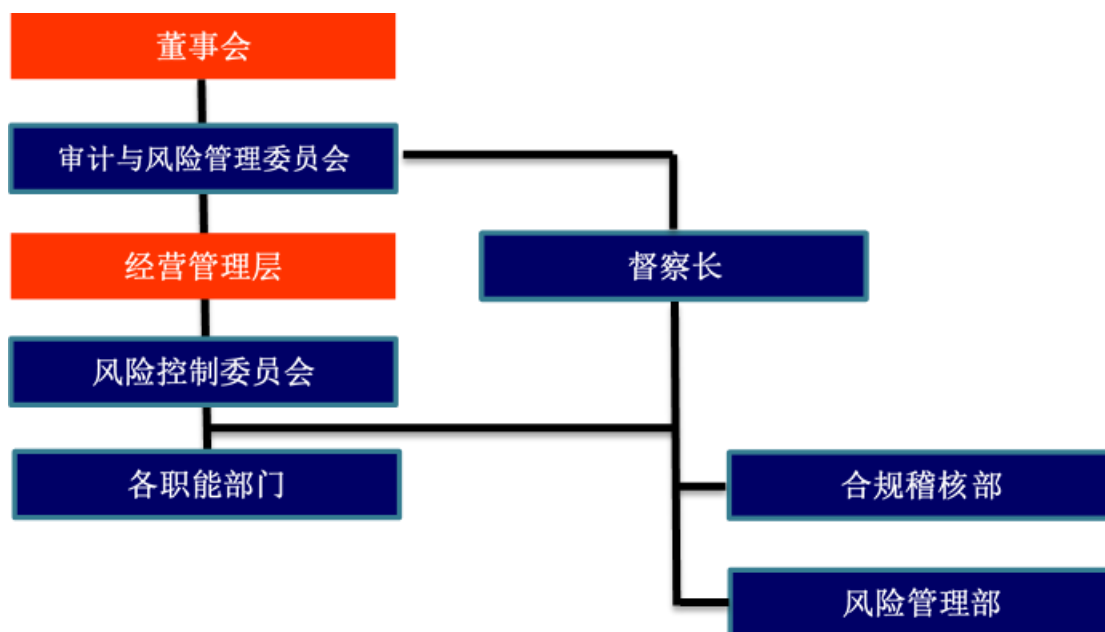 董事会
审计与风险管理委员会
经营管理层
督察长
风险控制委员会
各职能部门
合规稽核部
风险管理部